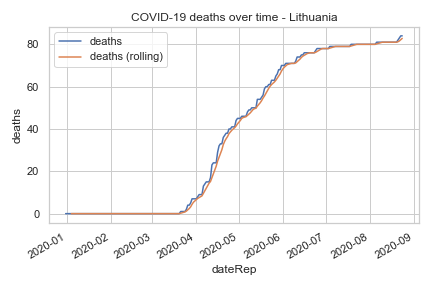 COVID-19 deaths over time - Lithuania
deaths
deaths (rolling)
80
60
40
20
0
deaths
2020-01
2020-02
2020-03
2020-04
2020-05
2020-06
2020-07
2020-08
2020-09
dateRep